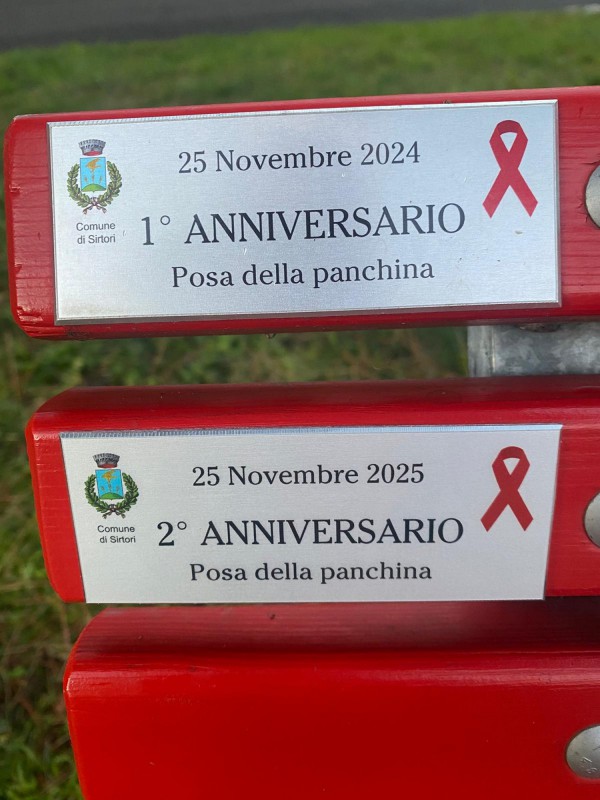 25 Novembre 2024
Comune
di Sirtori
1° ANNIVERSARIO
Posa della panchina
25 Novembre 2025
Comune
di Sirtori
2° ANNIVERSARIO
Posa della panchina